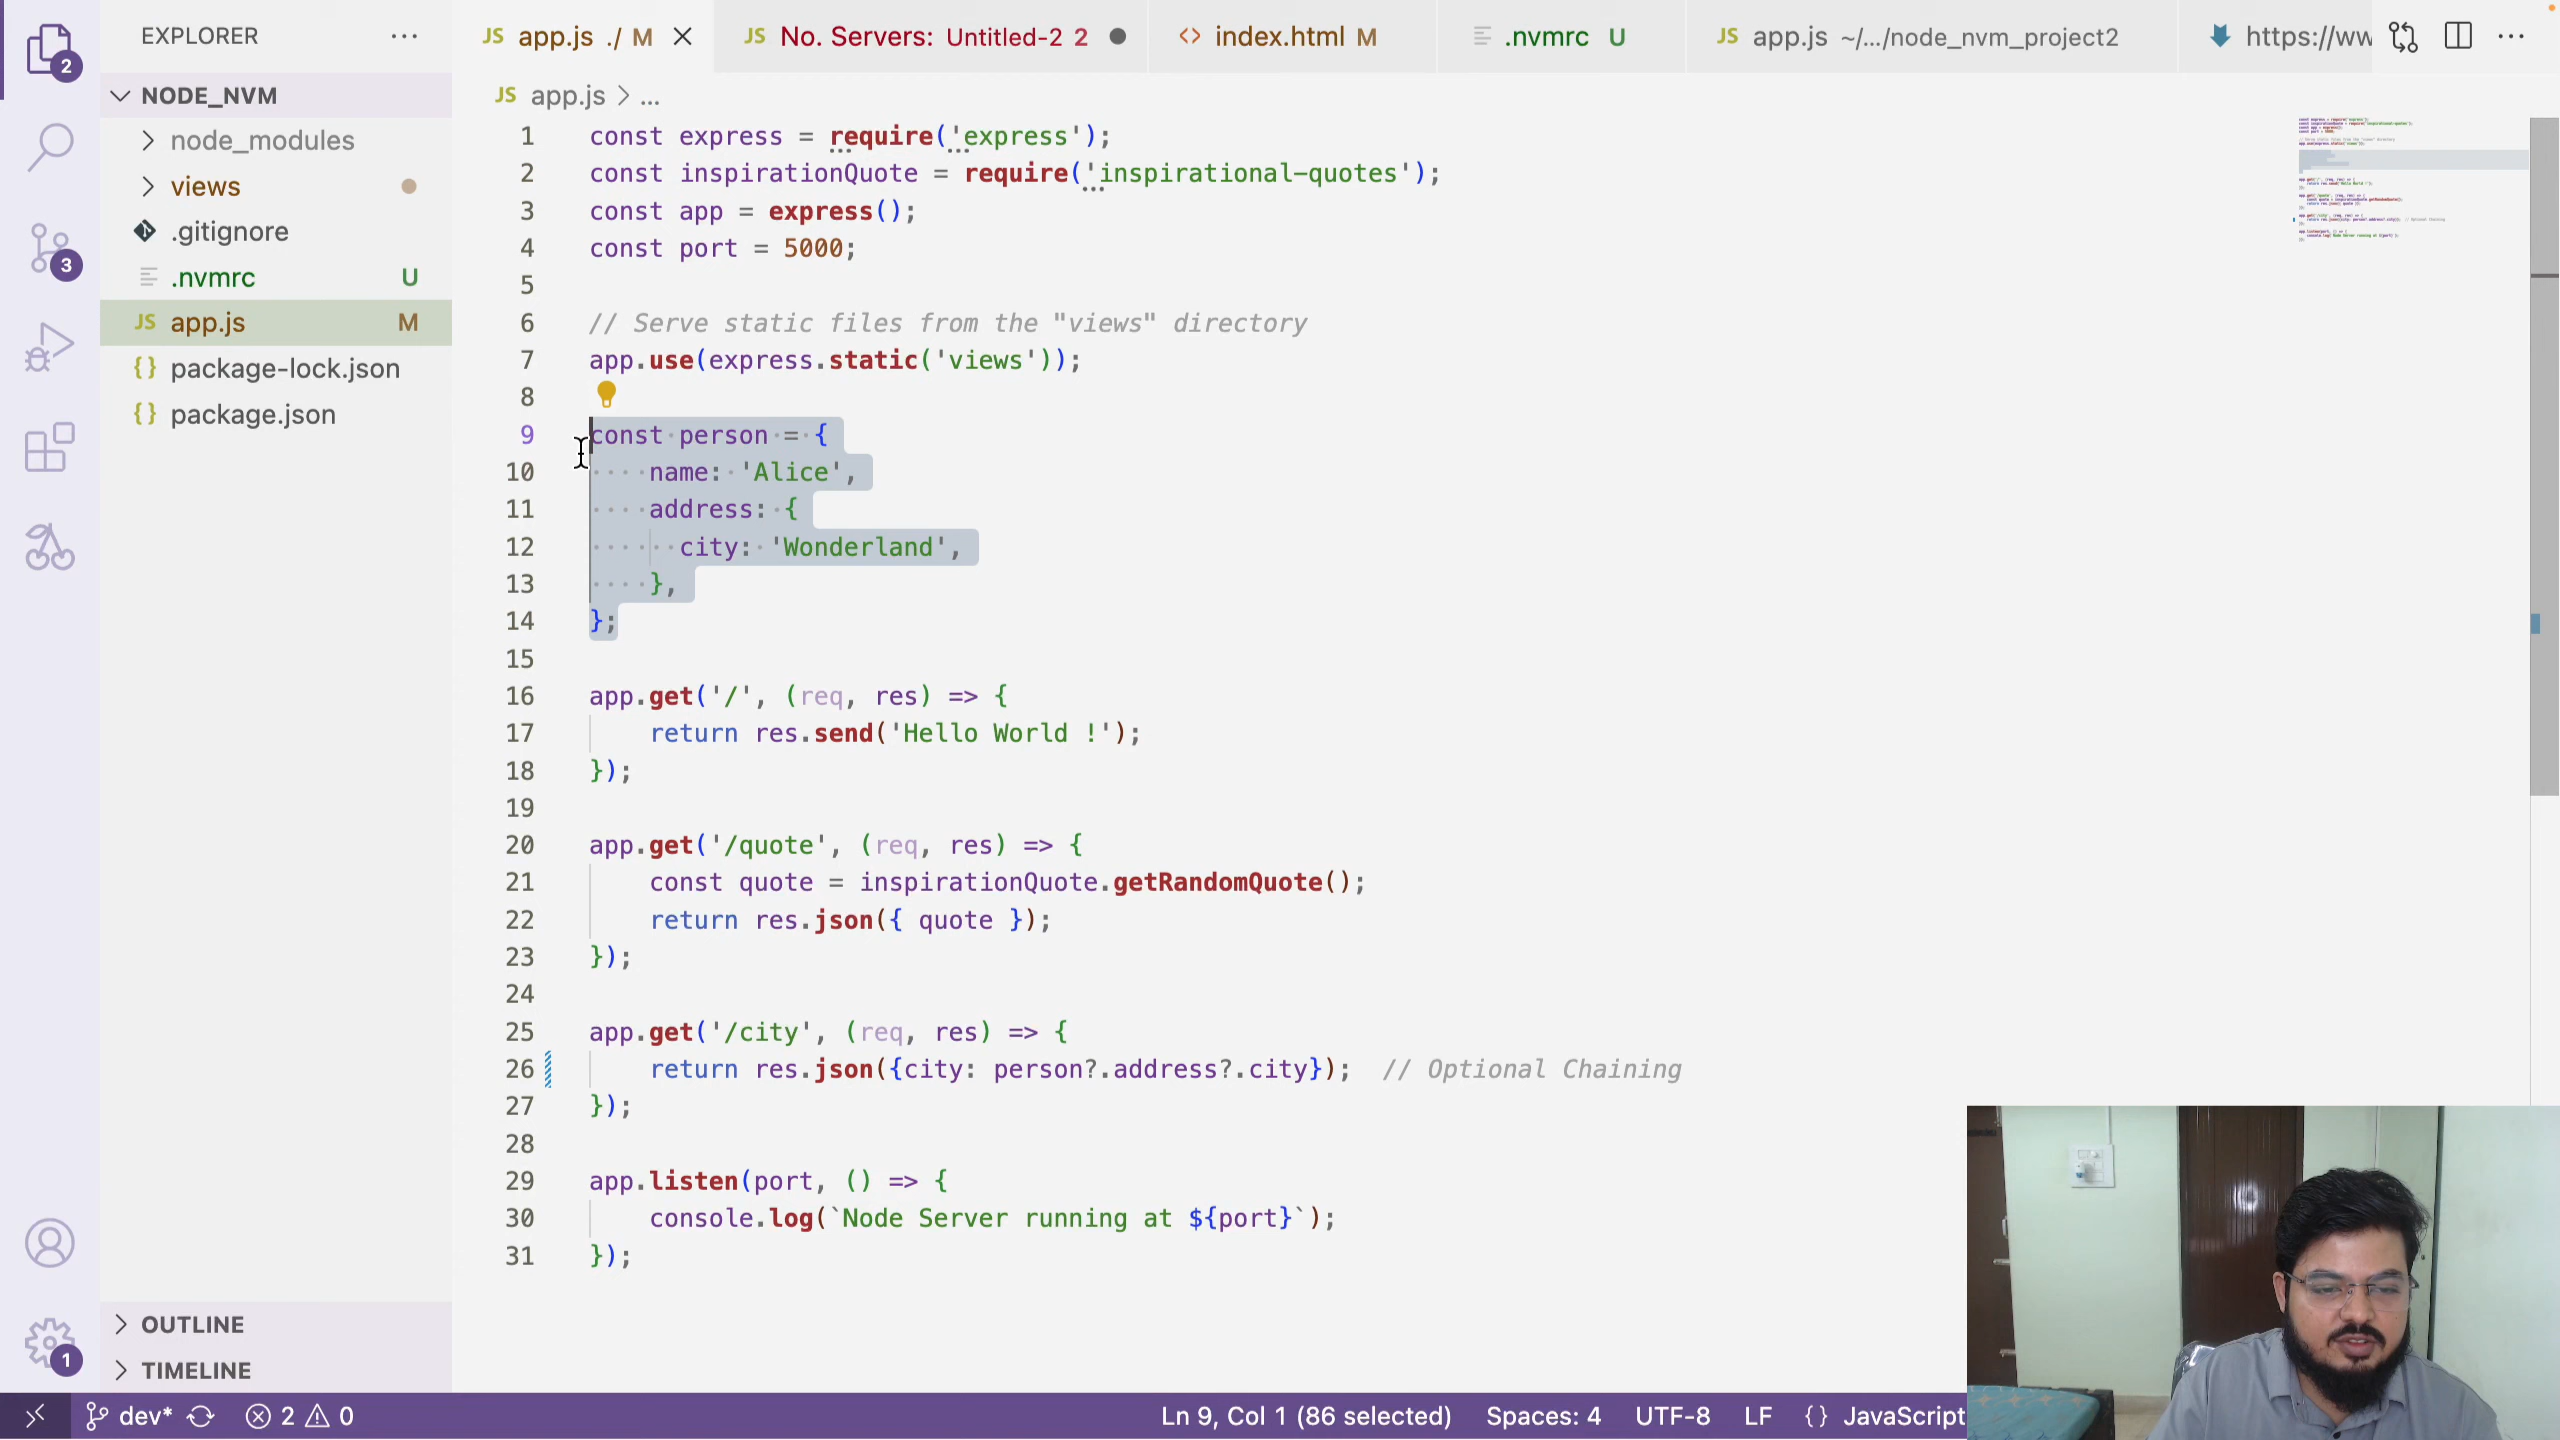 EXPLORER
NODE_NVM
node_modules
views
.gitignore
.nvmrc U
JS app.js M
{} package-lock.json
{} package.json
OUTLINE
TIMELINE
2
3
1
JS app.js ./ M
JS No. Servers: Untitled-2 2
<> index.html M
.nvmrc U
JS app.js ~/.../node_nvm_project2
https://ww
JS app.js > ...
1 const express = require('express');
2 const inspirationQuote = require('inspirational-quotes');
3 const app = express();
4 const port = 5000;
5
6 // Serve static files from the "views" directory
7 app.use(express.static('views'));
8
9 const person = {
10 name: 'Alice',
11 address: {
12 city: 'Wonderland',
13 },
14 };
15
16 app.get('/', (req, res) => {
17 return res.send('Hello World !');
18 });
19
20 app.get('/quote', (req, res) => {
21 const quote = inspirationQuote.getRandomQuote();
22 return res.json({ quote });
23 });
24
25 app.get('/city', (req, res) => {
26 return res.json({city: person?.address?.city}); // Optional Chaining
27 });
28
29 app.listen(port, () => {
30 console.log(`Node Server running at ${port}`);
31 });
dev* 2 0 Ln 9, Col 1 (86 selected) Spaces: 4 UTF-8 LF {} JavaScript